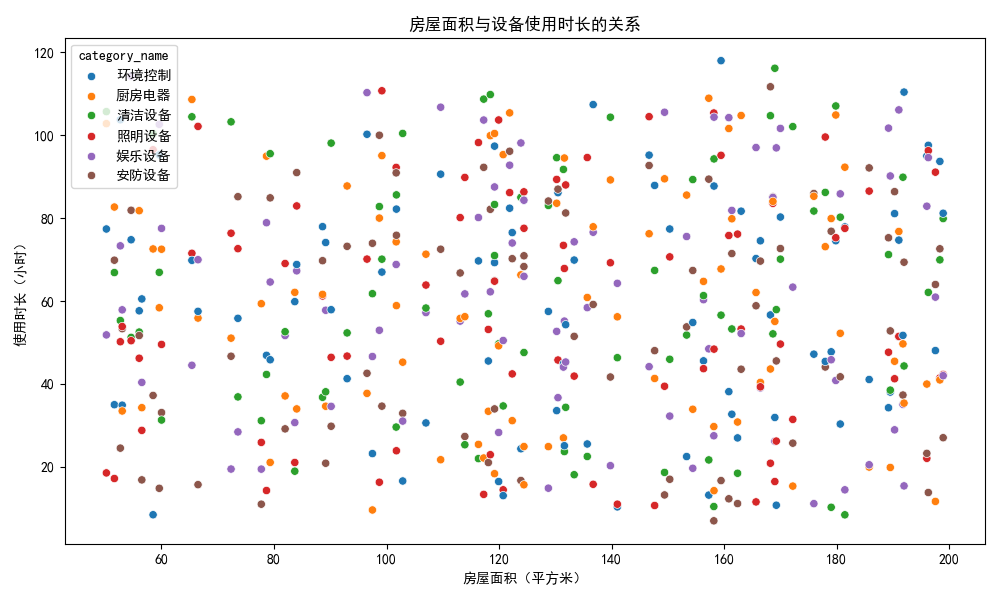 房屋面积与设备使用时长的关系
category_name
环境控制
厨房电器
清洁设备
照明设备
娱乐设备
安防设备
使用时长（小时）
120
100
80
60
40
20
60 80 100 120 140 160 180 200
房屋面积（平方米）